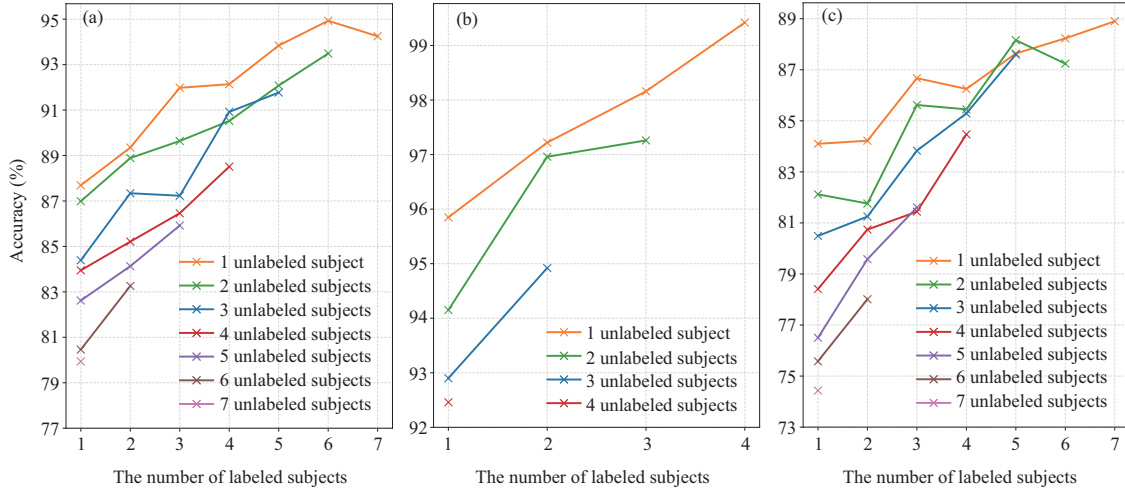 (a)
Accuracy (%)
95
93
91
89
87
85
83
81
79
77
1 unlabeled subject
2 unlabeled subjects
3 unlabeled subjects
4 unlabeled subjects
5 unlabeled subjects
6 unlabeled subjects
7 unlabeled subjects
1 2 3 4 5 6 7
The number of labeled subjects
(b)
99
98
97
96
95
94
93
92
1 unlabeled subject
2 unlabeled subjects
3 unlabeled subjects
4 unlabeled subjects
1 2 3 4
The number of labeled subjects
(c)
89
87
85
83
81
79
77
75
73
1 unlabeled subject
2 unlabeled subjects
3 unlabeled subjects
4 unlabeled subjects
5 unlabeled subjects
6 unlabeled subjects
7 unlabeled subjects
1 2 3 4 5 6 7
The number of labeled subjects